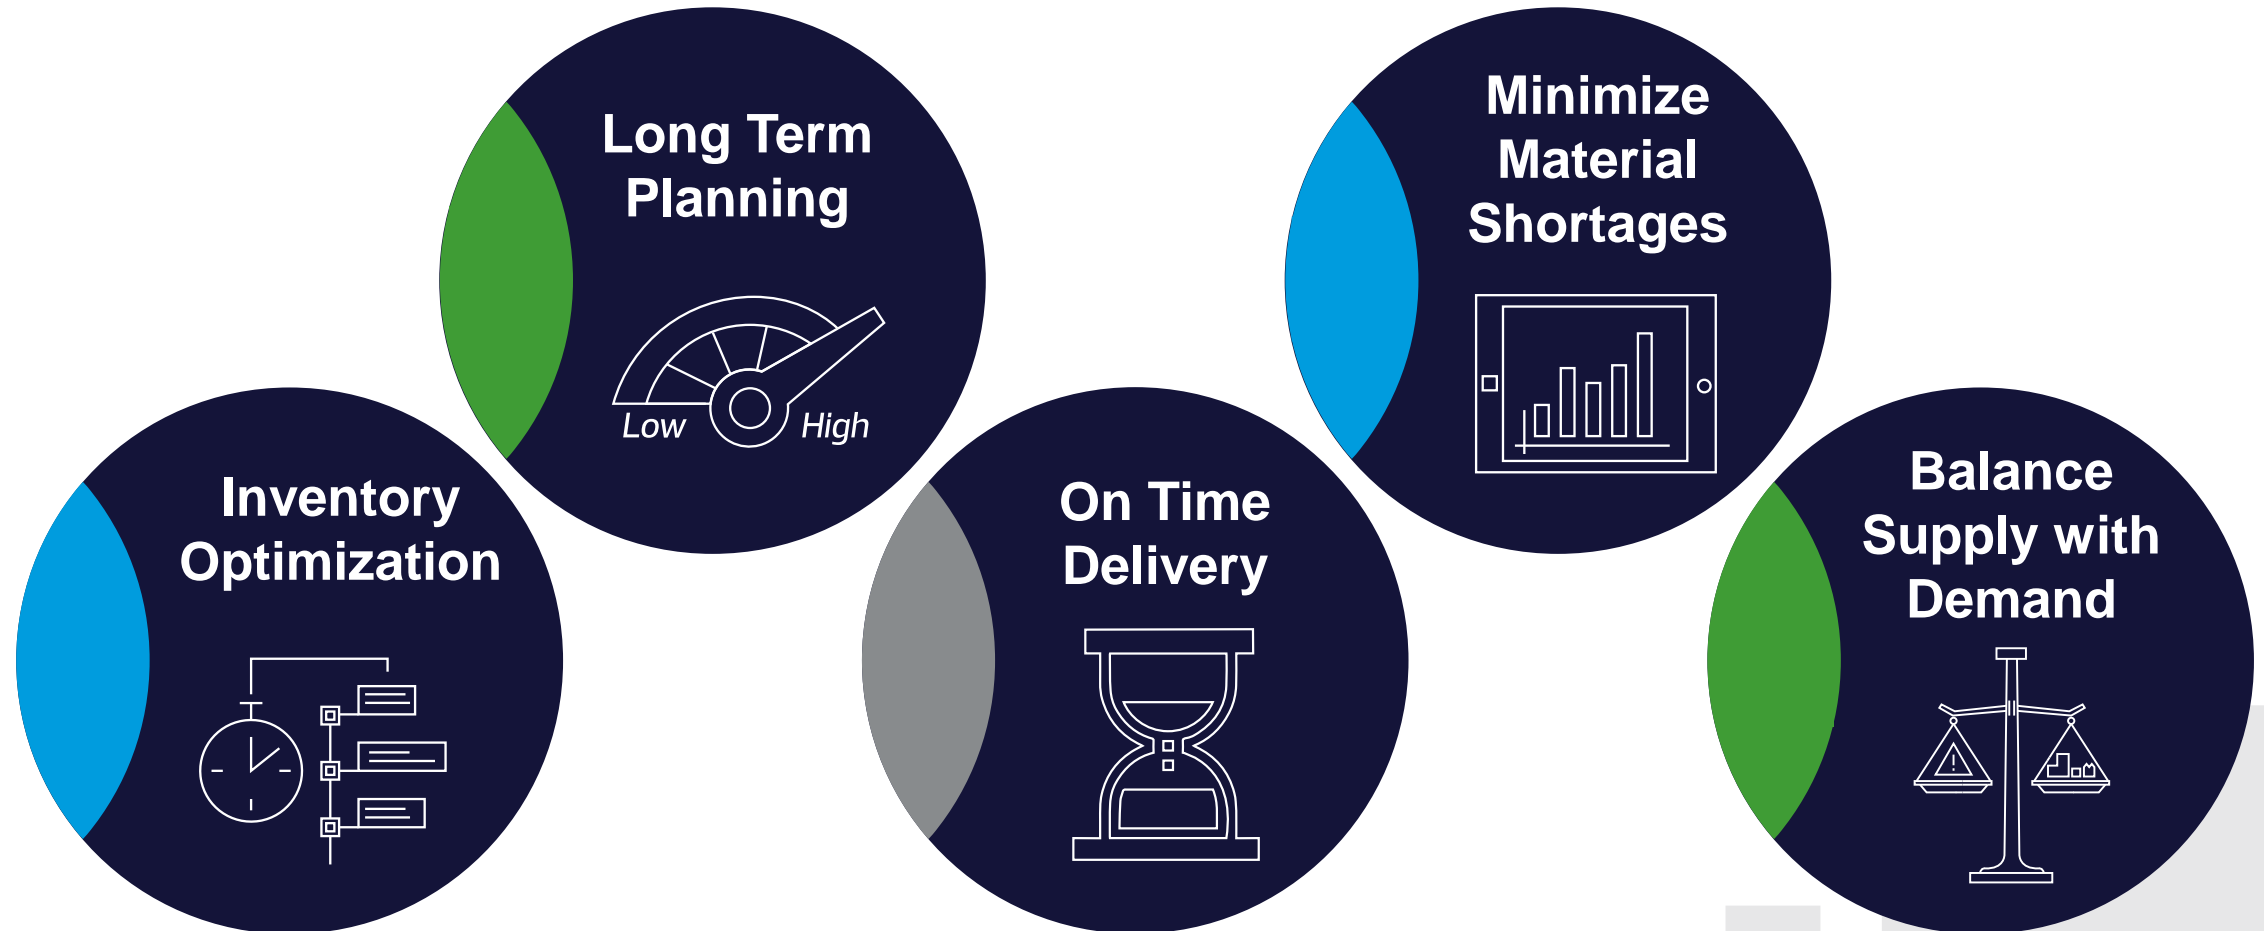 Inventory
Optimization
Long Term
Planning
Low
High
On Time
Delivery
Minimize
Material
Shortages
Balance
Supply with
Demand